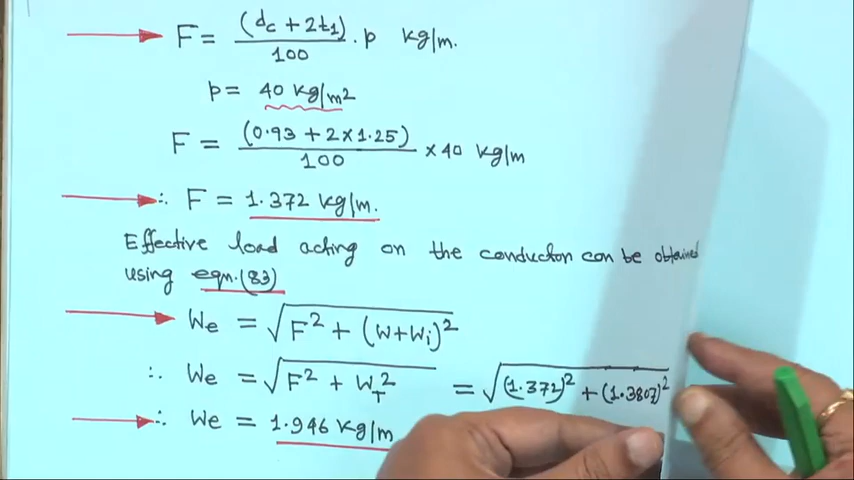 F = (dc + 2t1)/100 . p kg/m.
p = 40 kg/m2
F = (0.93 + 2×1.25)/100 ×40 kg/m
∴ F = 1.372 kg/m.
Effective load acting on the conductor can be obtained
using eqn.(83)
We = √F² + (W+Wi)²
∴ We = √F² + WT² = √(1.372)² + (1.3807)²
∴ We = 1.946 kg/m